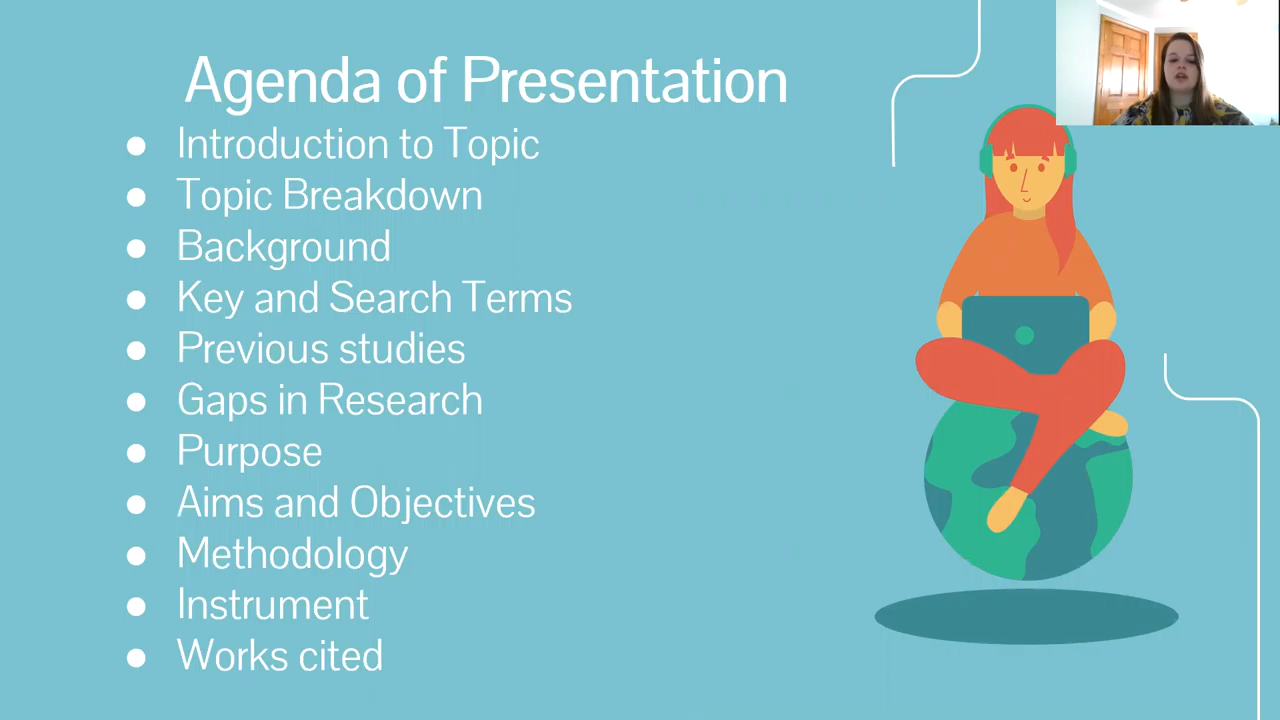 Agenda of Presentation
● Introduction to Topic
● Topic Breakdown
● Background
● Key and Search Terms
● Previous studies
● Gaps in Research
● Purpose
● Aims and Objectives
● Methodology
● Instrument
● Works cited